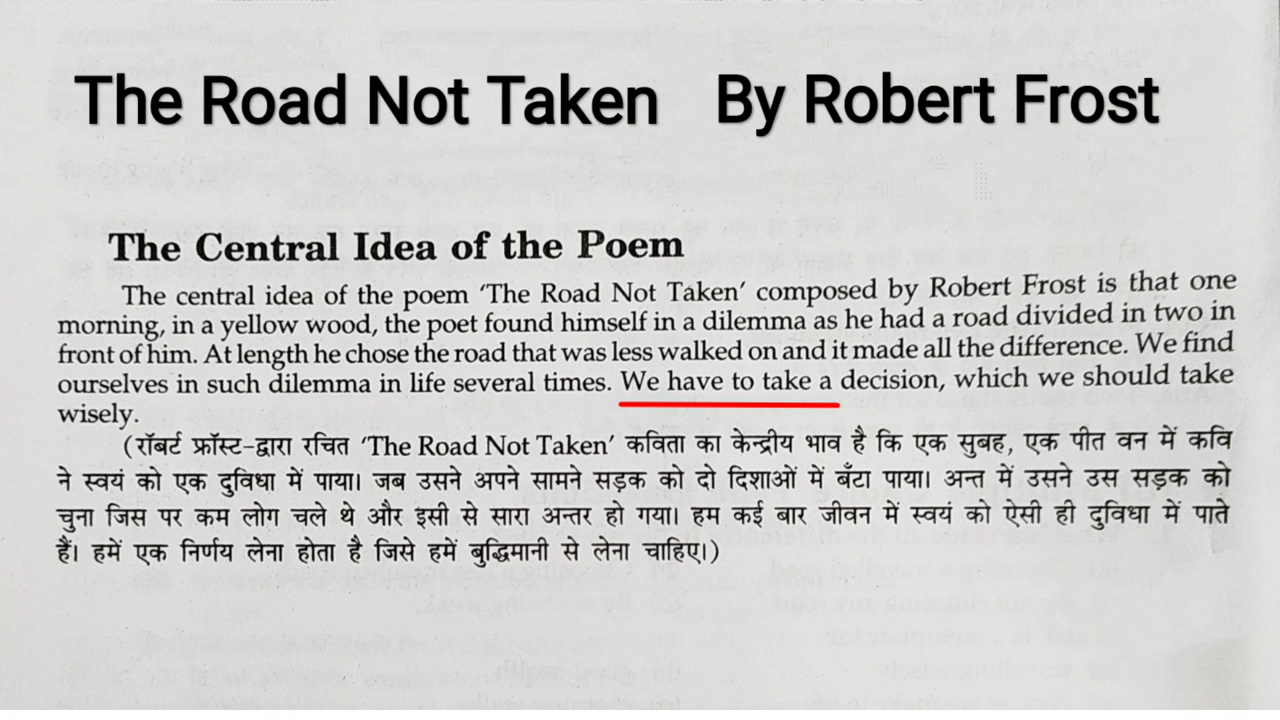 The Road Not Taken By Robert Frost
The Central Idea of the Poem
The central idea of the poem ‘The Road Not Taken’ composed by Robert Frost is that one
morning, in a yellow wood, the poet found himself in a dilemma as he had a road divided in two in
front of him. At length he chose the road that was less walked on and it made all the difference. We find
ourselves in such dilemma in life several times. We have to take a decision, which we should take
wisely.
(रॉबर्ट फ्रॉस्ट-द्वारा रचित ‘The Road Not Taken’ कविता का केन्द्रीय भाव है कि एक सुबह, एक पीत वन में कवि
ने स्वयं को एक दुविधा में पाया। जब उसने अपने सामने सड़क को दो दिशाओं में बँटा पाया। अन्त में उसने उस सड़क को
चुना जिस पर कम लोग चले थे और इसी से सारा अन्तर हो गया। हम कई बार जीवन में स्वयं को ऐसी ही दुविधा में पाते
हैं। हमें एक निर्णय लेना होता है जिसे हमें बुद्धिमानी से लेना चाहिए।)